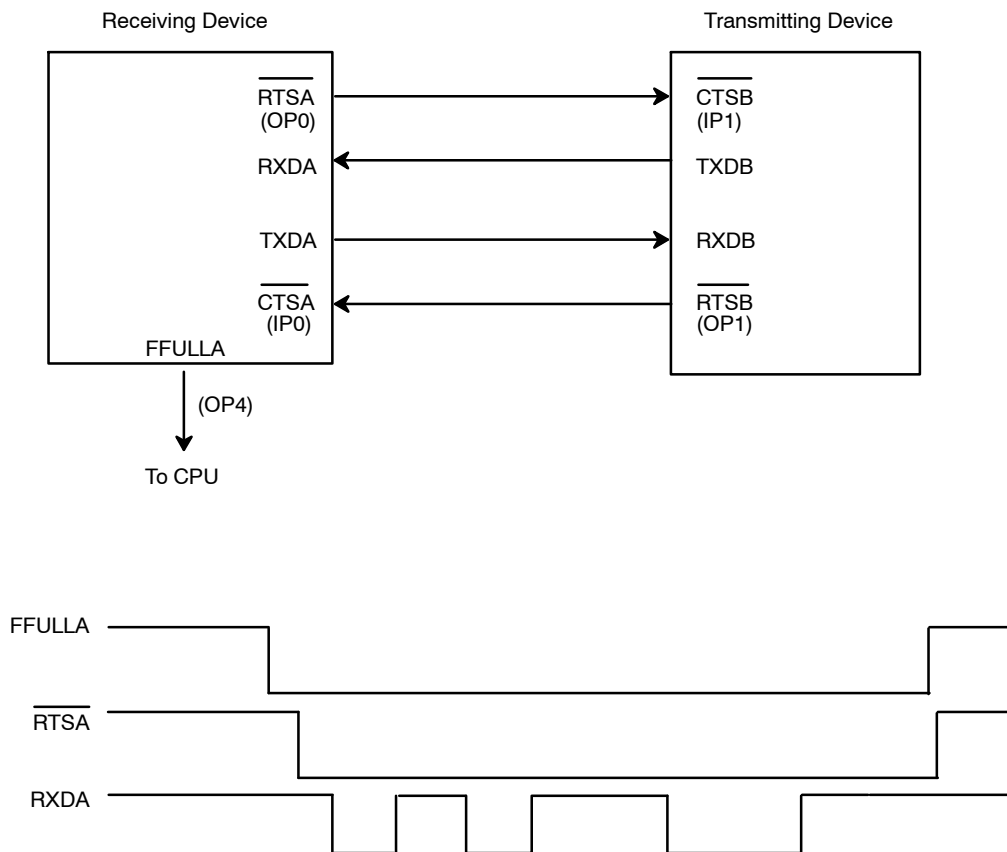 Receiving Device
Transmitting Device
RTSA
(OP0)
CTSB
(IP1)
RXDA
TXDB
TXDA
RXDB
CTSA
(IP0)
RTSB
(OP1)
FFULLA
(OP4)
To CPU
FFULLA
RTSA
RXDA